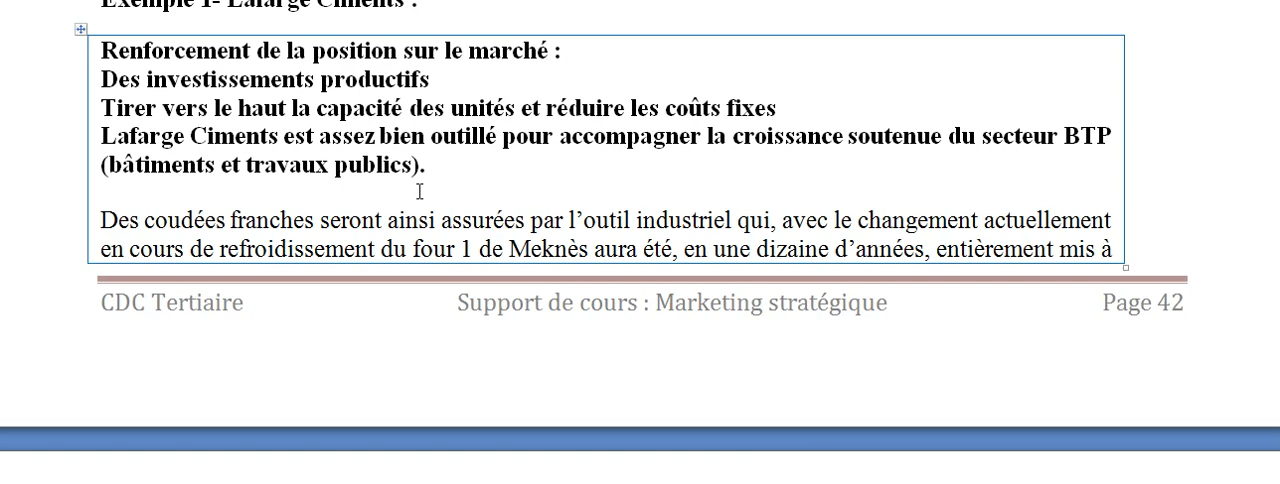 Exemple 1- Lafarge Ciments :
Renforcement de la position sur le marché :
Des investissements productifs
Tirer vers le haut la capacité des unités et réduire les coûts fixes
Lafarge Ciments est assez bien outillé pour accompagner la croissance soutenue du secteur BTP
(bâtiments et travaux publics).
Des coudées franches seront ainsi assurées par l’outil industriel qui, avec le changement actuellement
en cours de refroidissement du four 1 de Meknès aura été, en une dizaine d’années, entièrement mis à
CDC Tertiaire Support de cours : Marketing stratégique Page 42